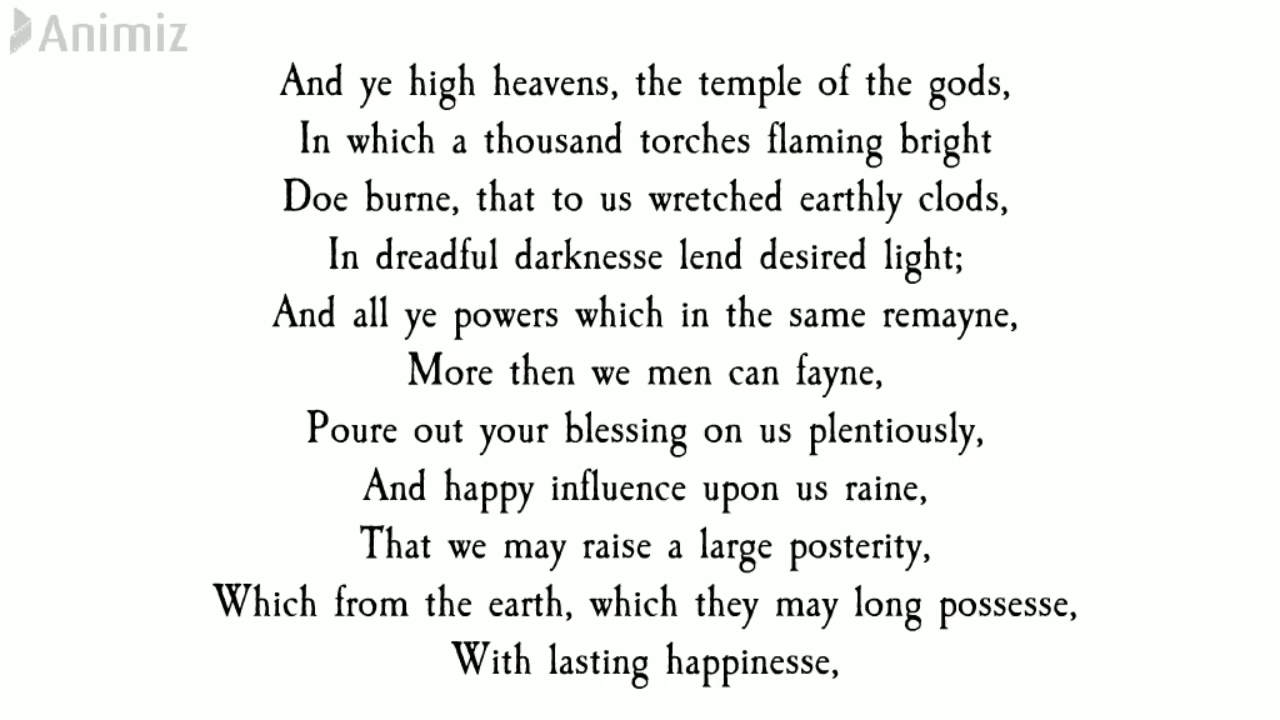 Animiz
And ye high heavens, the temple of the gods,
In which a thousand torches flaming bright
Doe burne, that to us wretched earthly clods,
In dreadful darknesse lend desired light;
And all ye powers which in the same remayne,
More then we men can fayne,
Poure out your blessing on us plentiously,
And happy influence upon us raine,
That we may raise a large posterity,
Which from the earth, which they may long possesse,
With lasting happinesse,